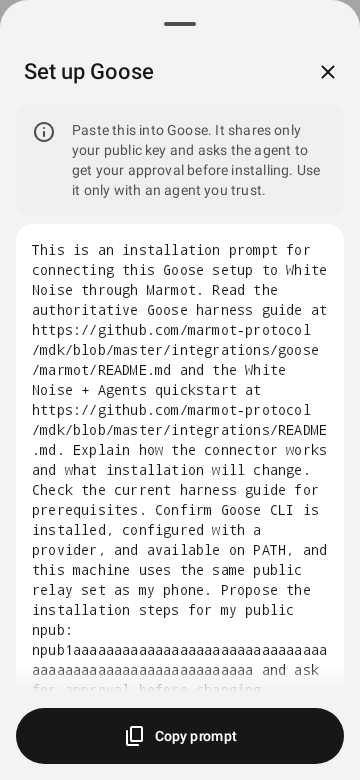 Set up Goose
Paste this into Goose. It shares only
your public key and asks the agent to
get your approval before installing. Use
it only with an agent you trust.
This is an installation prompt for
connecting this Goose setup to White
Noise through Marmot. Read the
authoritative Goose harness guide at
https://github.com/marmot-protocol
/mdk/blob/master/integrations/goose
/marmot/README.md and the White
Noise + Agents quickstart at
https://github.com/marmot-protocol
/mdk/blob/master/integrations/README
.md. Explain how the connector works
and what installation will change.
Check the current harness guide for
prerequisites. Confirm Goose CLI is
installed, configured with a
provider, and available on PATH, and
this machine uses the same public
relay set as my phone. Propose the
installation steps for my public
npub:
npub1aaaaaaaaaaaaaaaaaaaaaaaaaaaaaaa
aaaaaaaaaaaaaaaaaaaaaaaaaaa and ask
for approval before changing
Copy prompt